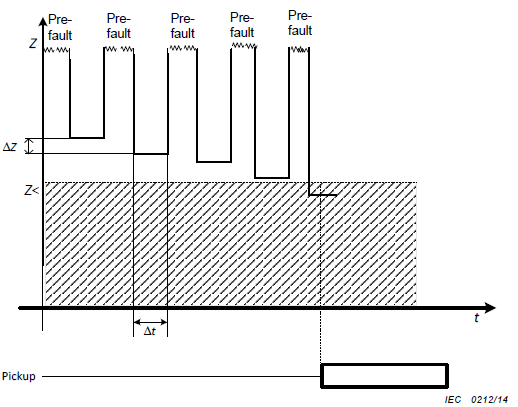 Pre-
fault
Pre-
fault
Pre-
fault
Pre-
fault
Pre-
fault
Z
ΔZ
Z<
t
Δt
Pickup
IEC 0212/14